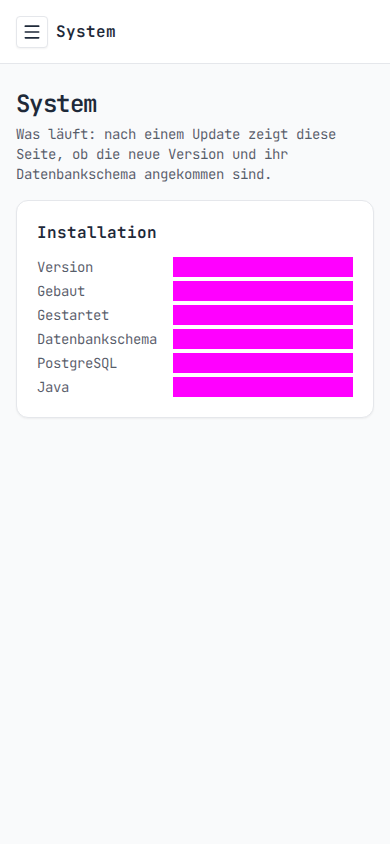 System
System
Was läuft: nach einem Update zeigt diese
Seite, ob die neue Version und ihr
Datenbankschema angekommen sind.
Installation
Version
Gebaut
Gestartet
Datenbankschema
PostgreSQL
Java